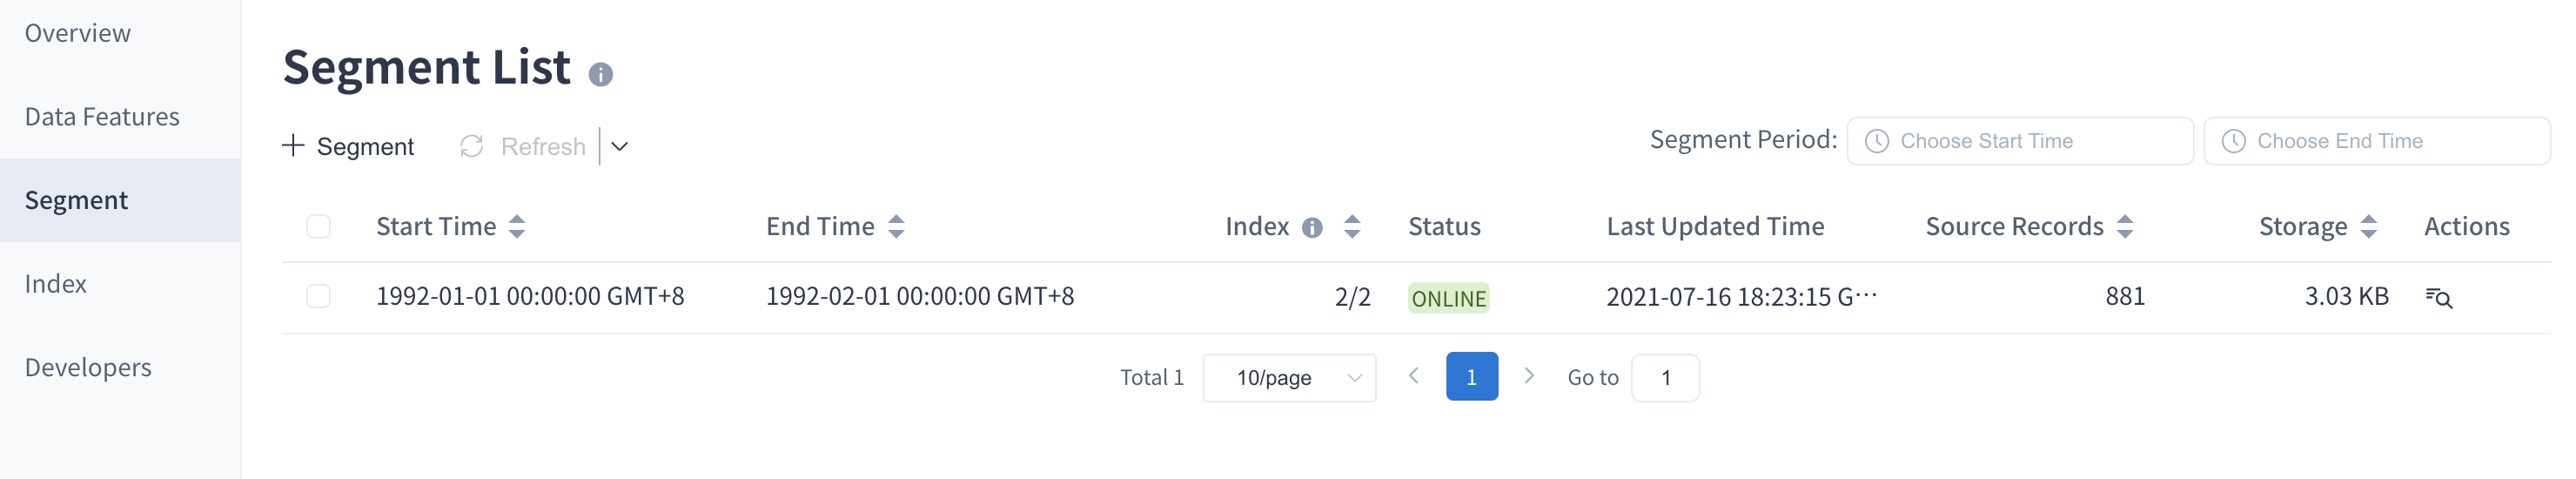 Overview
Data Features
Segment
Index
Developers
Segment List
Segment
Refresh
Segment Period: Choose Start Time Choose End Time
Start Time End Time Index Status Last Updated Time Source Records Storage Actions
1992-01-01 00:00:00 GMT+8 1992-02-01 00:00:00 GMT+8 2/2 ONLINE 2021-07-16 18:23:15 G··· 881 3.03 KB
Total 1 10/page 1 Go to 1